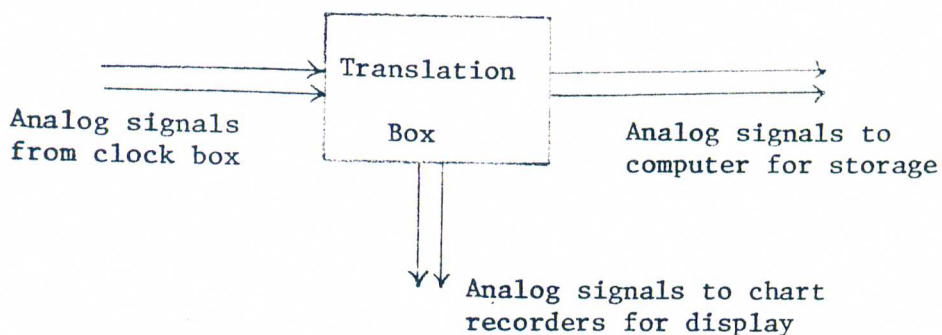 Translation
Box
Analog signals
from clock box
Analog signals to
computer for storage
Analog signals to chart
recorders for display